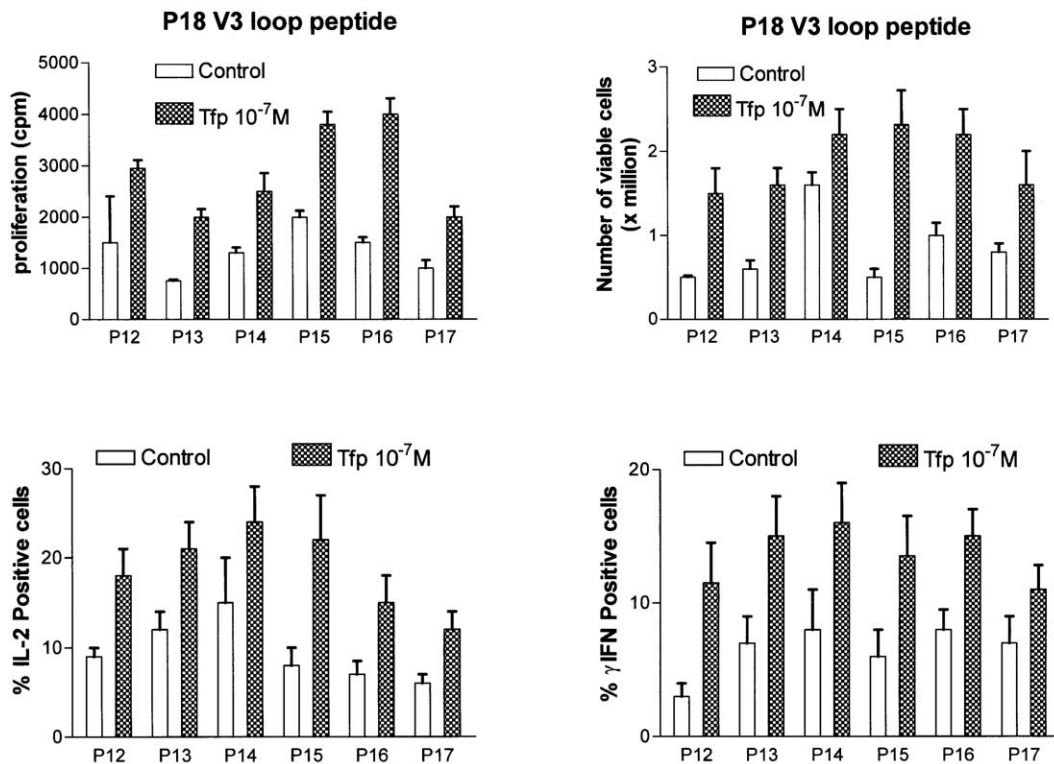 P18 V3 loop peptide
proliferation (cpm)
5000
4000
3000
2000
1000
0
Control
Tfp 10⁻⁷M
P12 P13 P14 P15 P16 P17
P18 V3 loop peptide
Number of viable cells
(x million)
3
2
1
0
Control
Tfp 10⁻⁷M
P12 P13 P14 P15 P16 P17
% IL-2 Positive cells
30
20
10
0
Control
Tfp 10⁻⁷M
P12 P13 P14 P15 P16 P17
% γIFN Positive cells
20
10
0
Control
Tfp 10⁻⁷M
P12 P13 P14 P15 P16 P17